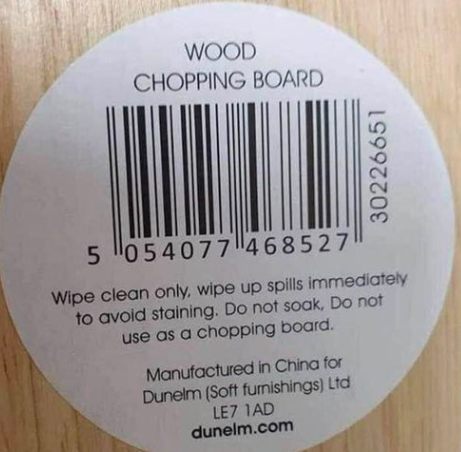 WOOD
CHOPPING BOARD
30226651
5 054077 468527
Wipe clean only, wipe up spills immediately
to avoid staining. Do not soak, Do not
use as a chopping board.
Manufactured in China for
Dunelm (Soft furnishings) Ltd
LE7 1AD
dunelm.com